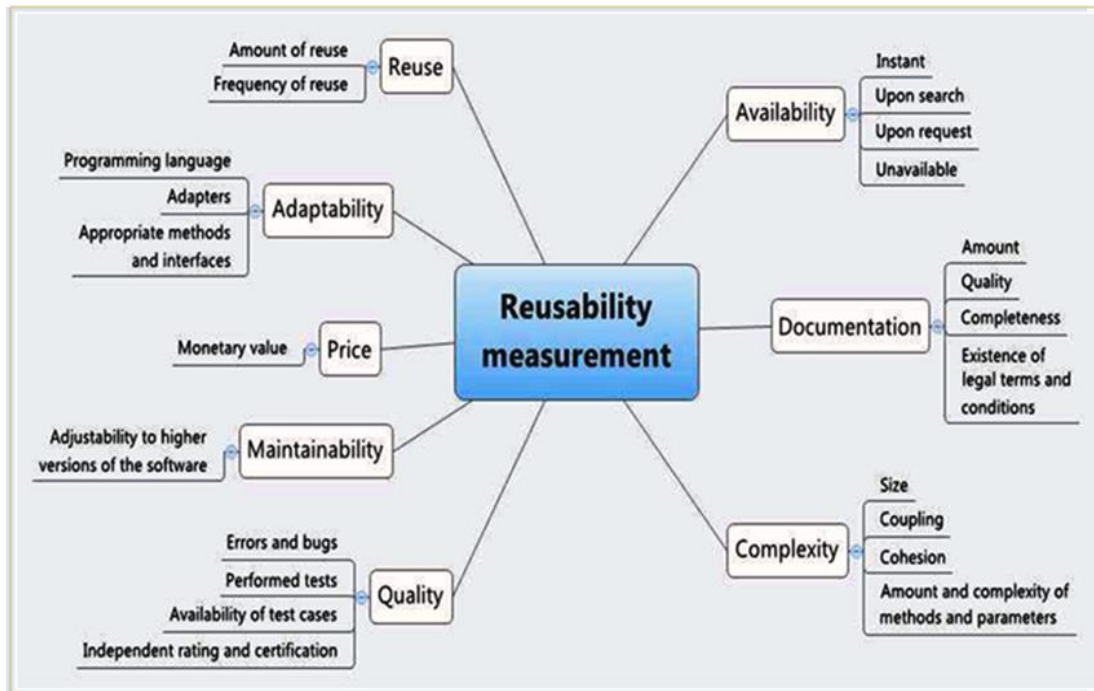 Reusability
measurement
Reuse
Amount of reuse
Frequency of reuse
Adaptability
Programming language
Adapters
Appropriate methods
and interfaces
Price
Monetary value
Maintainability
Adjustability to higher
versions of the software
Quality
Errors and bugs
Performed tests
Availability of test cases
Independent rating and certification
Availability
Instant
Upon search
Upon request
Unavailable
Documentation
Amount
Quality
Completeness
Existence of
legal terms and
conditions
Complexity
Size
Coupling
Cohesion
Amount and complexity of
methods and parameters